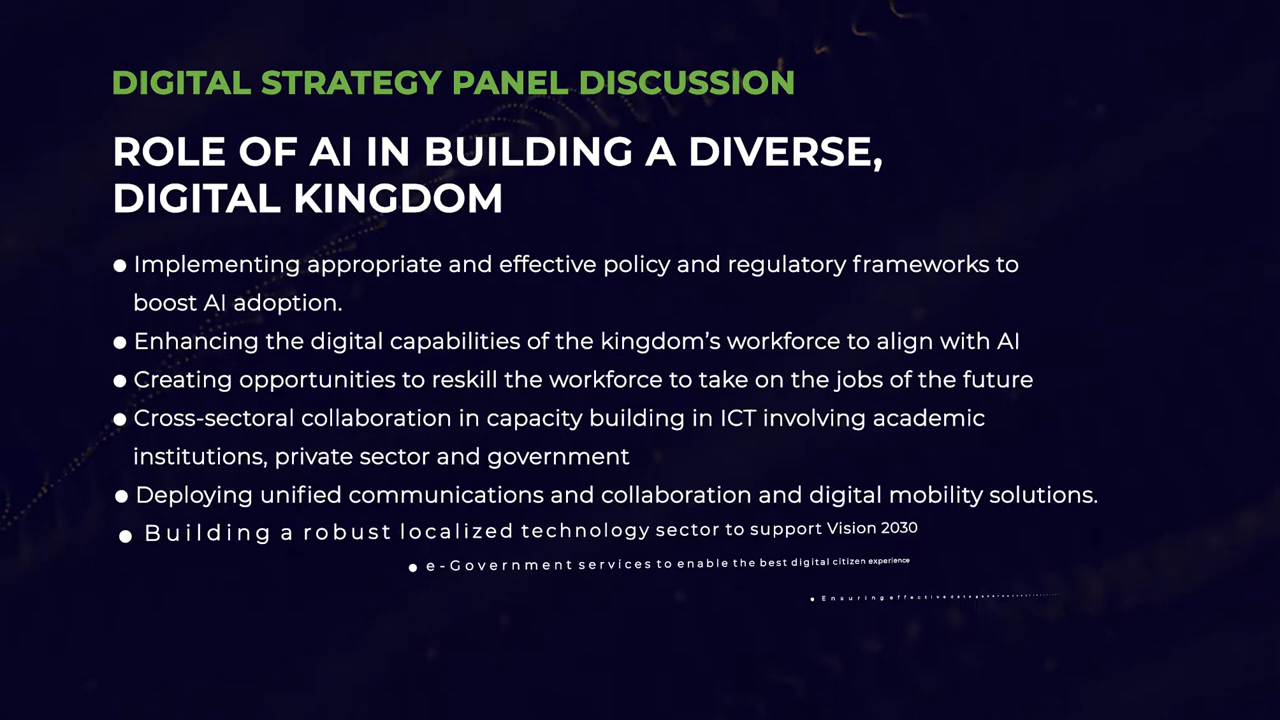 DIGITAL STRATEGY PANEL DISCUSSION
ROLE OF AI IN BUILDING A DIVERSE,
DIGITAL KINGDOM
● Implementing appropriate and effective policy and regulatory frameworks to
boost AI adoption.
● Enhancing the digital capabilities of the kingdom’s workforce to align with AI
● Creating opportunities to reskill the workforce to take on the jobs of the future
● Cross-sectoral collaboration in capacity building in ICT involving academic
institutions, private sector and government
● Deploying unified communications and collaboration and digital mobility solutions.
● Building a robust localized technology sector to support Vision 2030
● e-Government services to enable the best digital citizen experience
● Ensuring effective